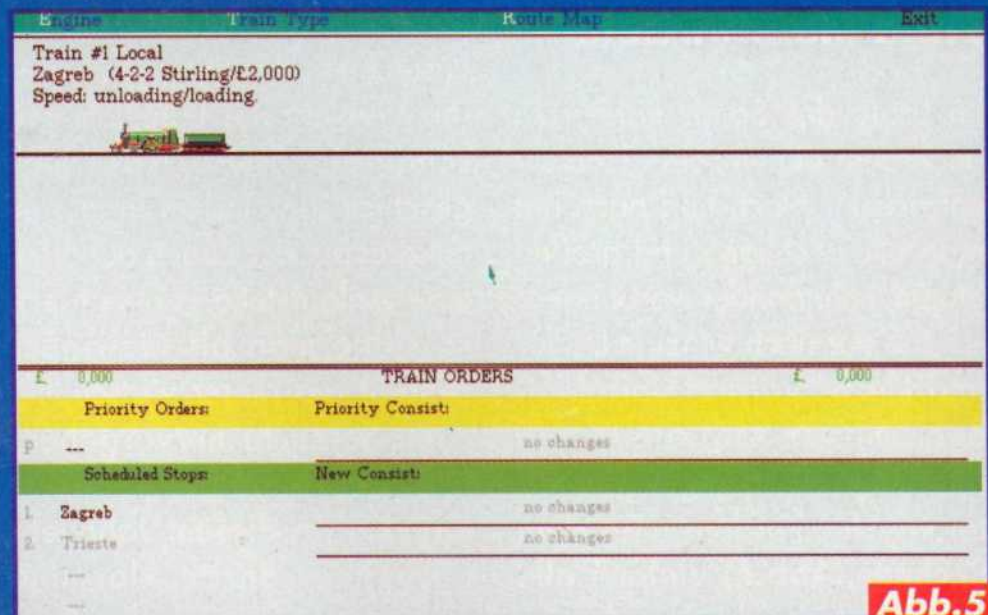 Engine Train Type Route Map Exit
Train #1 Local
Zagreb (4-2-2 Stirling/£2,000)
Speed: unloading/loading.
£ 0,000 TRAIN ORDERS £ 0,000
Priority Orders: Priority Consist:
P --- no changes
Scheduled Stops: New Consist:
1. Zagreb no changes
2. Trieste no changes
---
---
Abb.5